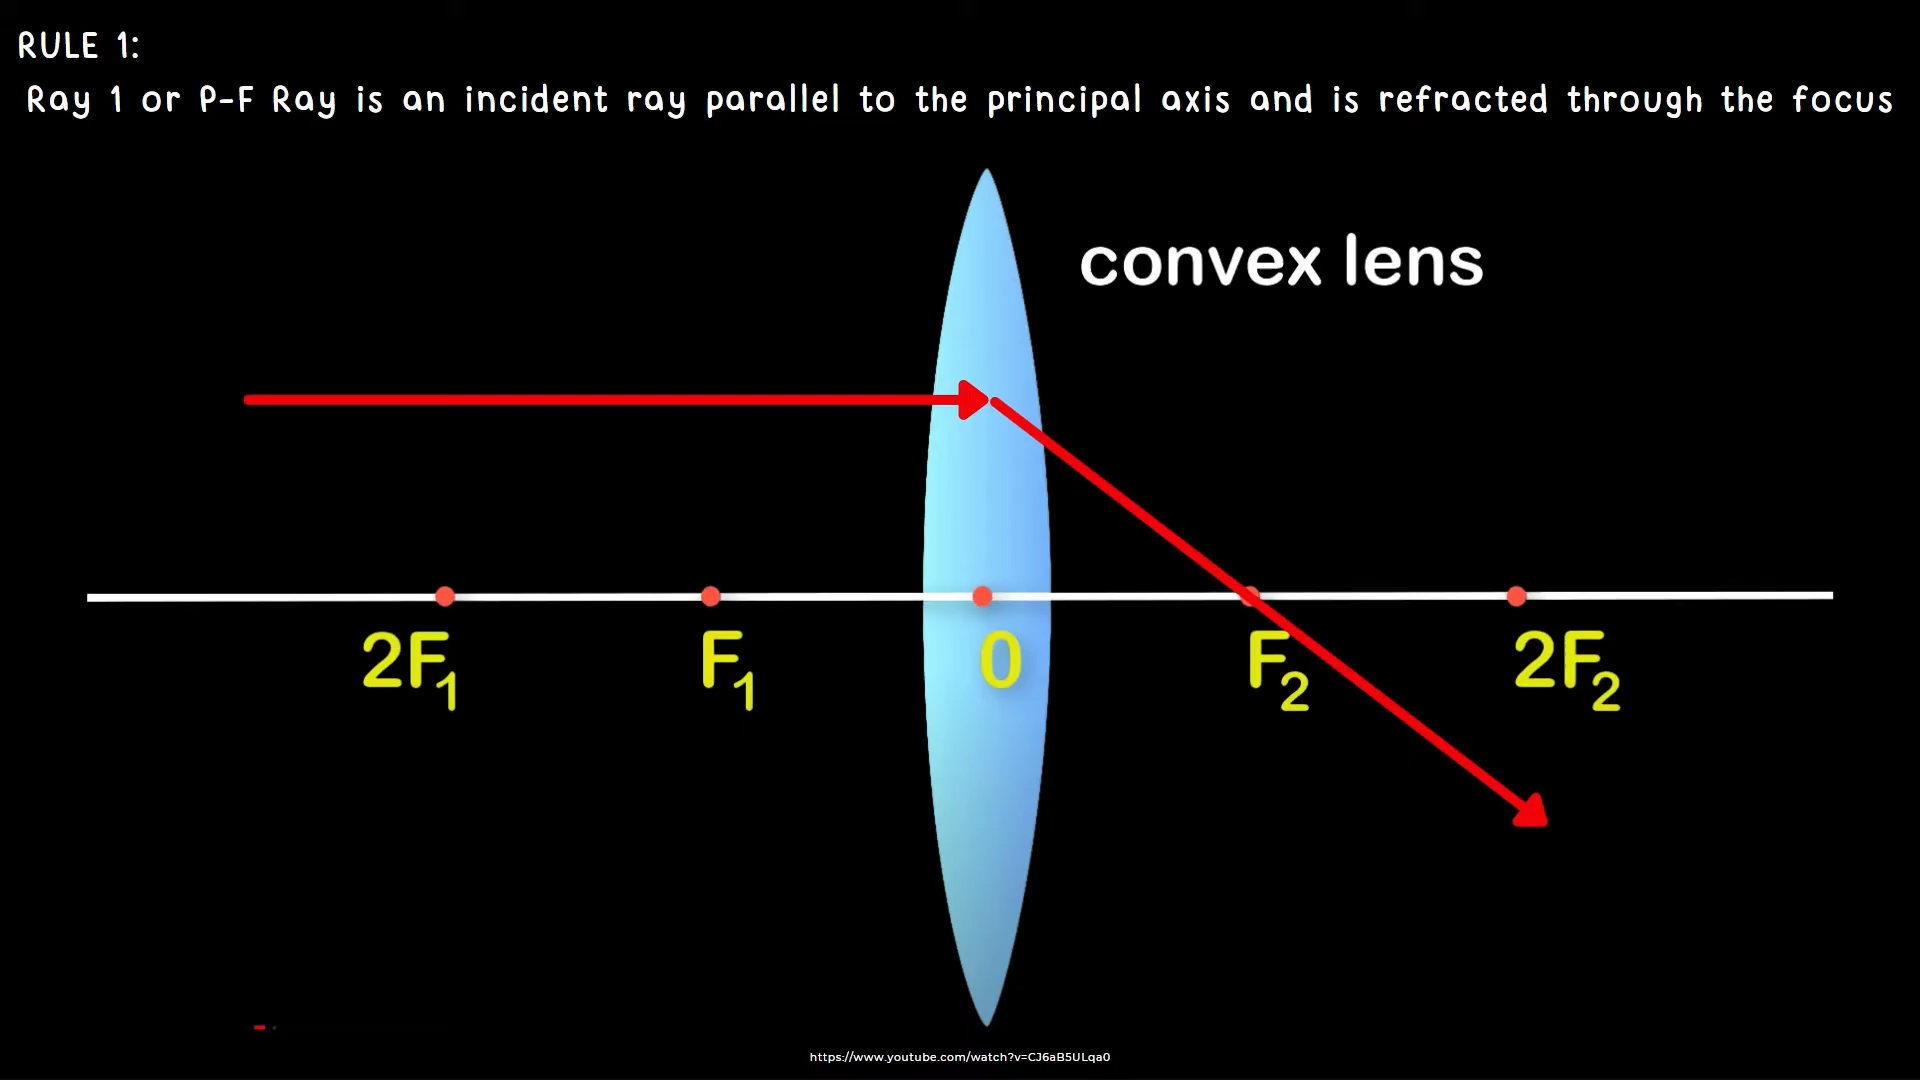 RULE 1:
Ray 1 or P-F Ray is an incident ray parallel to the principal axis and is refracted through the focus
convex lens
2F₁ F₁ 0 F₂ 2F₂
https://www.youtube.com/watch?v=CJ6aB5ULqa0